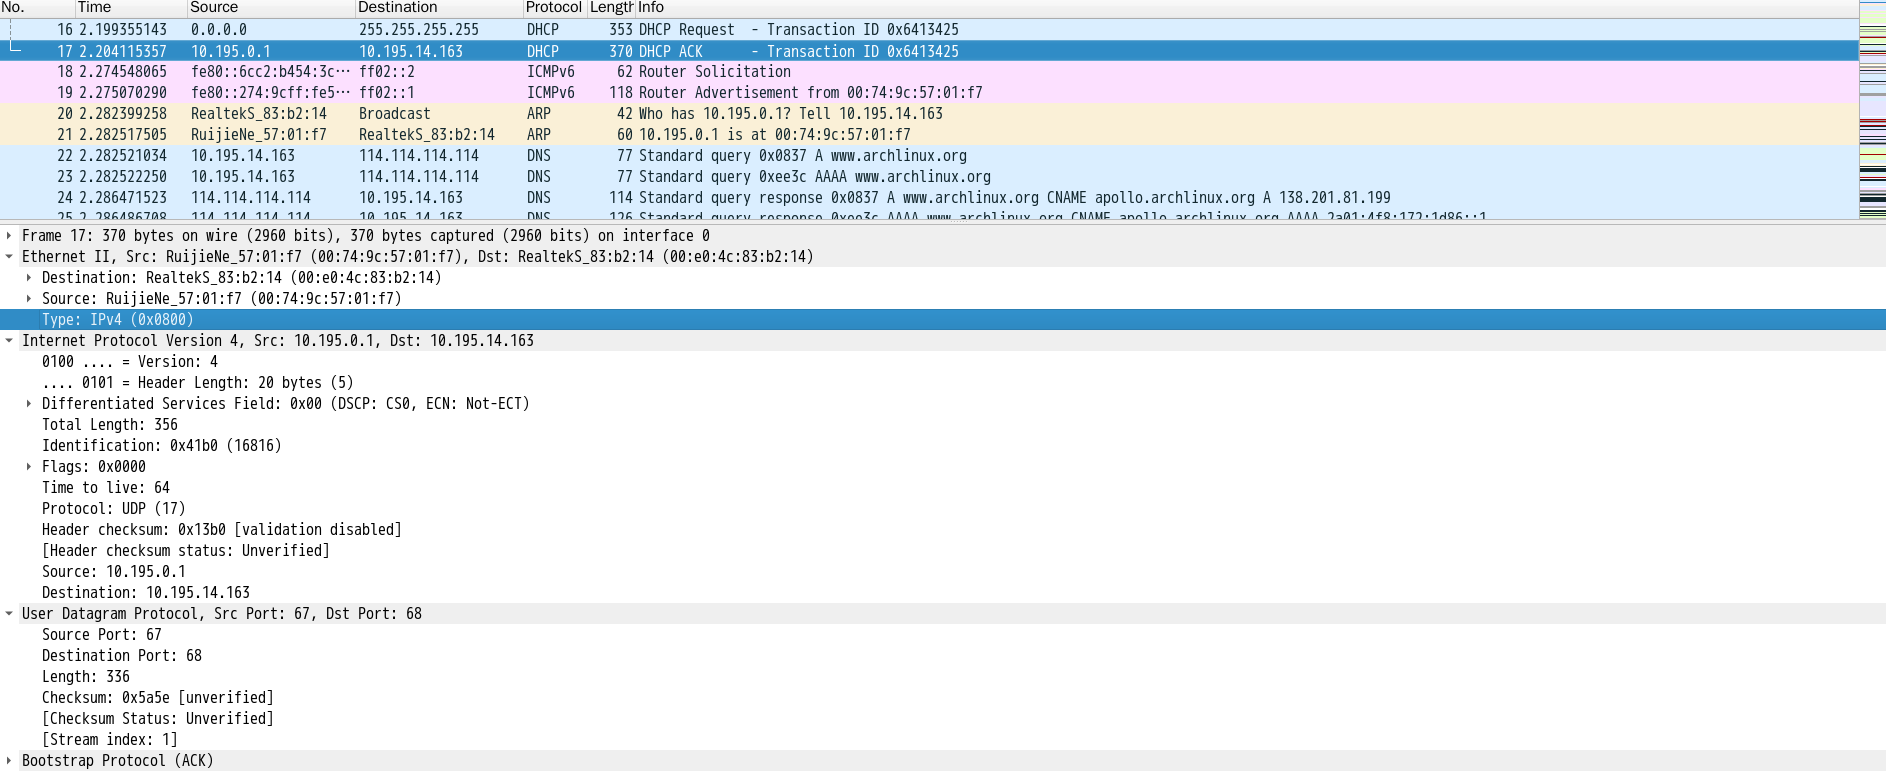 No. Time Source Destination Protocol Length Info
16 2.199355143 0.0.0.0 255.255.255.255 DHCP 353 DHCP Request - Transaction ID 0x6413425
17 2.204115357 10.195.0.1 10.195.14.163 DHCP 370 DHCP ACK - Transaction ID 0x6413425
18 2.274548065 fe80::6cc2:b454:3c⋯ ff02::2 ICMPv6 62 Router Solicitation
19 2.275070290 fe80::274:9cff:fe5⋯ ff02::1 ICMPv6 118 Router Advertisement from 00:74:9c:57:01:f7
20 2.282399258 RealtekS_83:b2:14 Broadcast ARP 42 Who has 10.195.0.1? Tell 10.195.14.163
21 2.282517505 RuijieNe_57:01:f7 RealtekS_83:b2:14 ARP 60 10.195.0.1 is at 00:74:9c:57:01:f7
22 2.282521034 10.195.14.163 114.114.114.114 DNS 77 Standard query 0x0837 A www.archlinux.org
23 2.282522250 10.195.14.163 114.114.114.114 DNS 77 Standard query 0xee3c AAAA www.archlinux.org
24 2.286471523 114.114.114.114 10.195.14.163 DNS 114 Standard query response 0x0837 A www.archlinux.org CNAME apollo.archlinux.org A 138.201.81.199
25 2.286486708 114.114.114.114 10.195.14.163 DNS 126 Standard query response 0xee3c AAAA www.archlinux.org CNAME apollo.archlinux.org AAAA 2a01:4f8:172:1d86::1
Frame 17: 370 bytes on wire (2960 bits), 370 bytes captured (2960 bits) on interface 0
Ethernet II, Src: RuijieNe_57:01:f7 (00:74:9c:57:01:f7), Dst: RealtekS_83:b2:14 (00:e0:4c:83:b2:14)
Destination: RealtekS_83:b2:14 (00:e0:4c:83:b2:14)
Source: RuijieNe_57:01:f7 (00:74:9c:57:01:f7)
Type: IPv4 (0x0800)
Internet Protocol Version 4, Src: 10.195.0.1, Dst: 10.195.14.163
0100 .... = Version: 4
.... 0101 = Header Length: 20 bytes (5)
Differentiated Services Field: 0x00 (DSCP: CS0, ECN: Not-ECT)
Total Length: 356
Identification: 0x41b0 (16816)
Flags: 0x0000
Time to live: 64
Protocol: UDP (17)
Header checksum: 0x13b0 [validation disabled]
[Header checksum status: Unverified]
Source: 10.195.0.1
Destination: 10.195.14.163
User Datagram Protocol, Src Port: 67, Dst Port: 68
Source Port: 67
Destination Port: 68
Length: 336
Checksum: 0x5a5e [unverified]
[Checksum Status: Unverified]
[Stream index: 1]
Bootstrap Protocol (ACK)